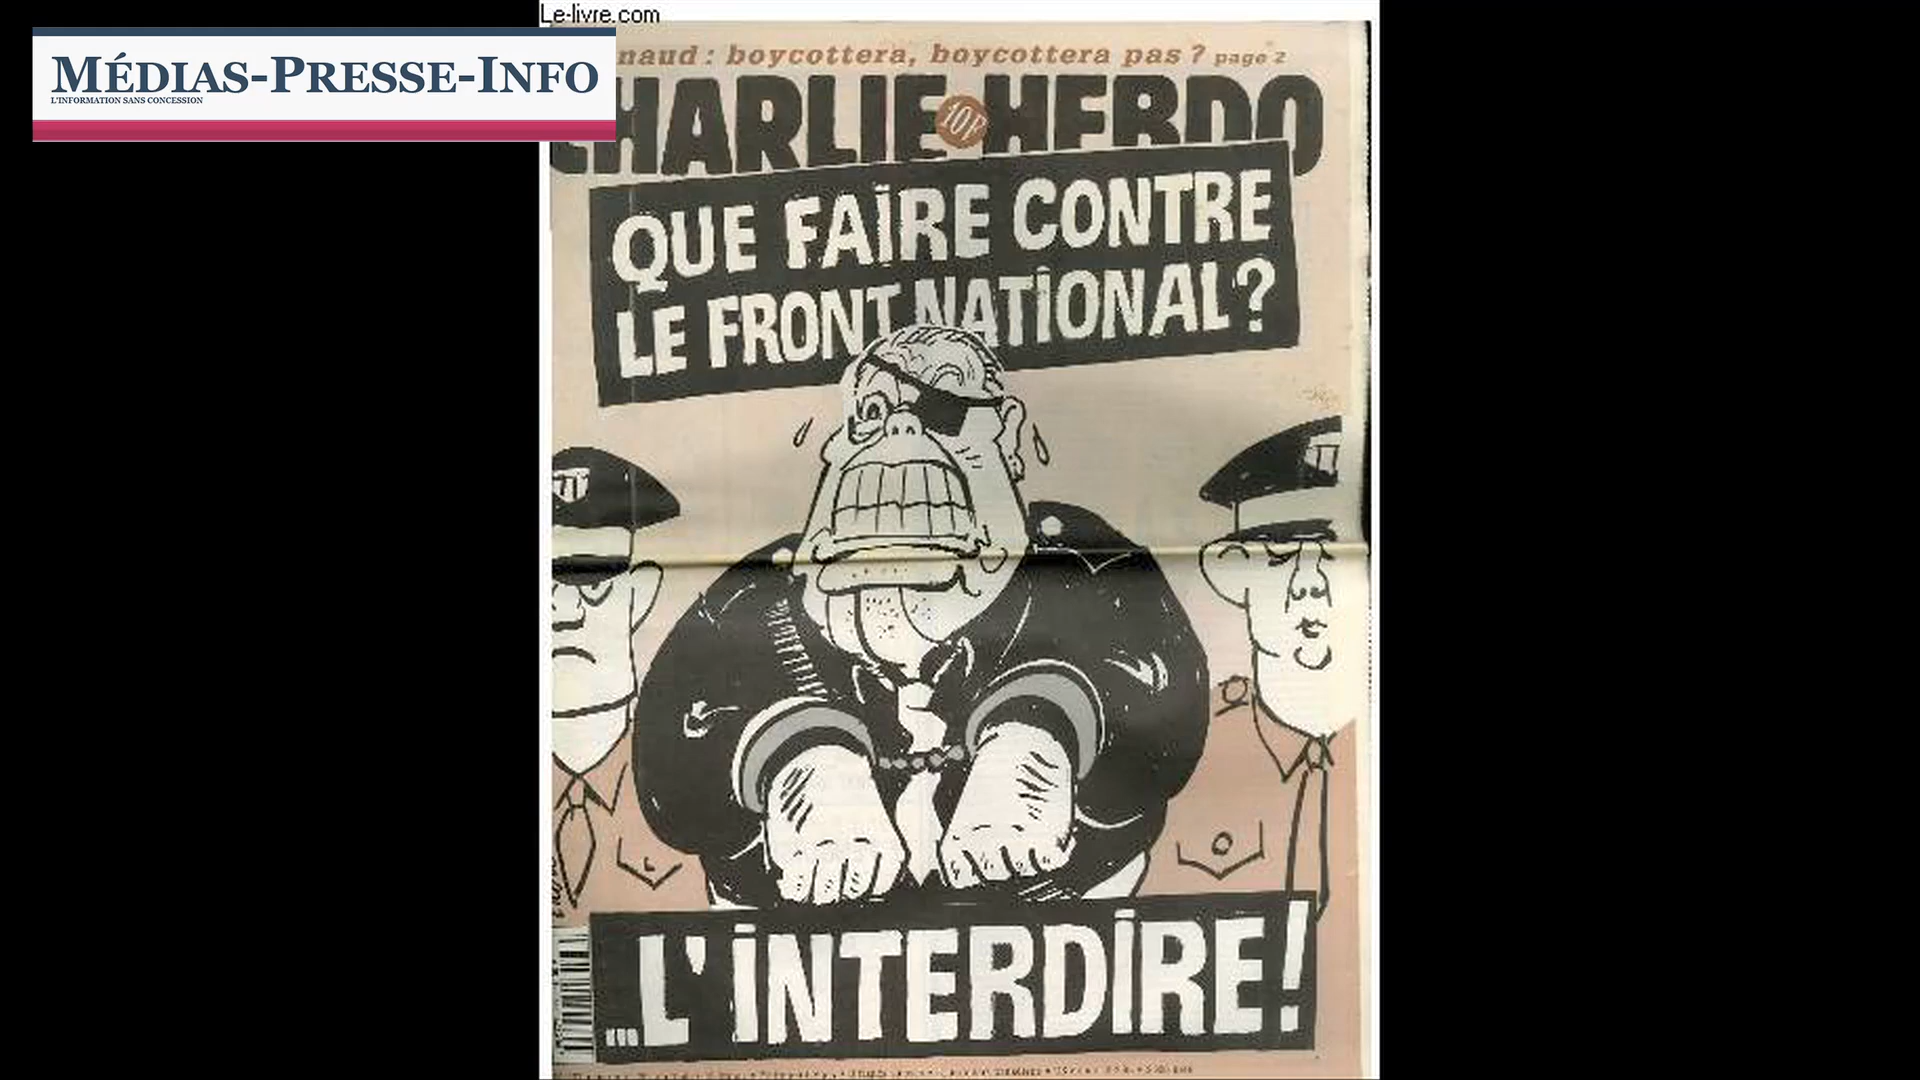 Le-livre.com
MÉDIAS-PRESSE-INFO
L'INFORMATION SANS CONCESSION
naud : boycottera, boycottera pas ? page 2
CHARLIE HEBDO
10F
QUE FAIRE CONTRE
LE FRONT NATIONAL ?
...L'INTERDIRE !